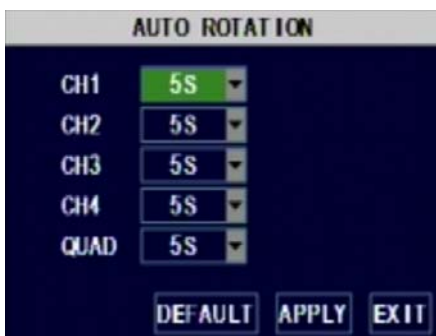 AUTO ROTATION
CH1 5S
CH2 5S
CH3 5S
CH4 5S
QUAD 5S
DEFAULT APPLY EXIT